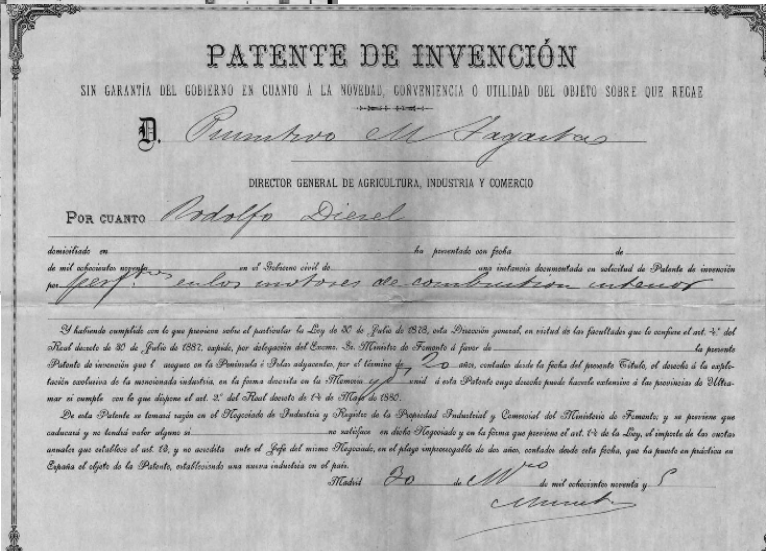 PATENTE DE INVENCIÓN
SIN GARANTÍA DEL GOBIERNO EN CUANTO Á LA NOVEDAD, CONVENIENCIA O UTILIDAD DEL OBJETO SOBRE QUE RECAE
D. Primitivo M Sagastas
DIRECTOR GENERAL DE AGRICULTURA, INDUSTRIA Y COMERCIO
POR CUANTO Rodolfo Diesel
domiciliado en ha presentado con fecha de
de mil ochocientos noventa en el Gobierno civil de una instancia documentada en solicitud de Patente de invención
por perf.tos en los motores de combustion interior
Y habiendo cumplido con lo que previene sobre el particular la Ley de 30 de Julio de 1878, esta Dirección general, en virtud de las facultades que le confiere el art. 4.º del
Real decreto de 30 de Julio de 1887, expide, por delegación del Excmo. Sr. Ministro de Fomento á favor de la presente
Patente de invención que l asegure en la Península é Islas adyacentes, por el término de 20 años, contados desde la fecha del presente Título, el derecho á la explo-
tación exclusiva de la mencionada industria, en la forma descrita en la Memoria unid á esta Patente cuyo derecho puede hacerle extensivo á las provincias de Ultra-
mar si cumple con lo que dispone el art. 2.º del Real decreto de 14 de Mayo de 1880.
De esta Patente se tomará razón en el Negociado de Industria y Registro de la Propiedad Industrial y Comercial del Ministerio de Fomento; y se previene que
caducará y no tendrá valor alguno si no satisface en dicho Negociado y en la forma que previene el art. 14 de la Ley, el importe de las cuotas
anuales que establece el art. 13, y no acredita ante el Jefe del mismo Negociado, en el plazo improrrogable de dos años, contados desde esta fecha, que ha puesto en práctica en
España el objeto de la Patente, estableciendo una nueva industria en el país.
Madrid 30 de Mro de mil ochocientos noventa y 5